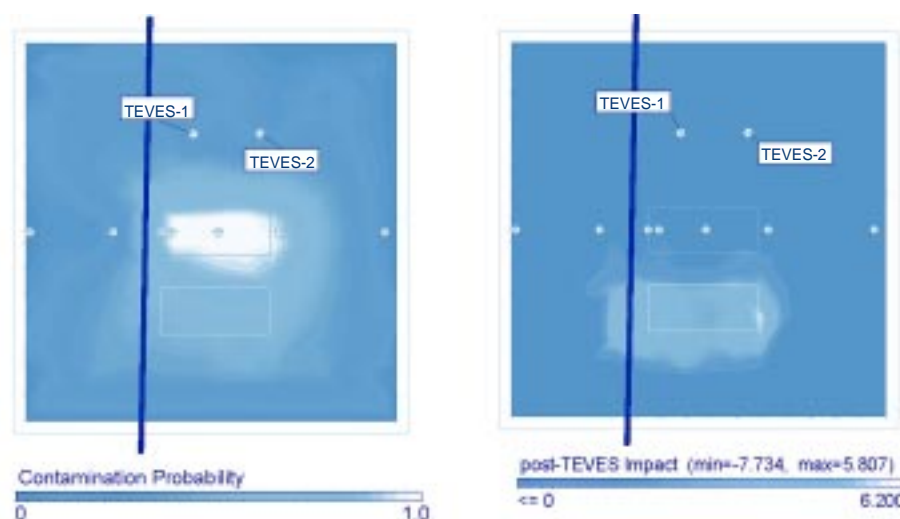 TEVES-1
TEVES-2
Contamination Probability
0 1.0
TEVES-1
TEVES-2
post-TEVES Impact (min=-7.734, max=5.807)
<= 0 6.200